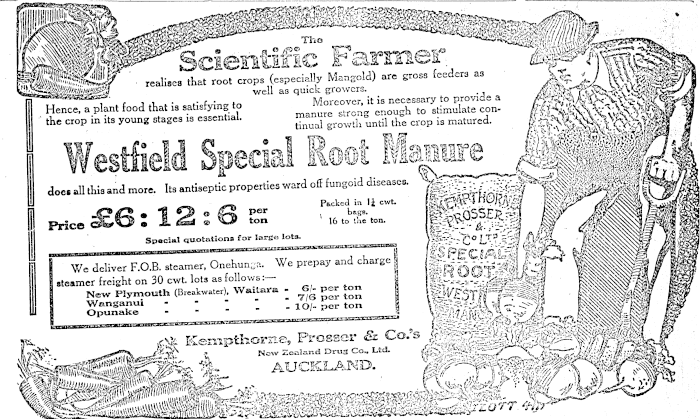 The
Scientific Farmer
realises that root crops (especially Mangold) are gross feeders as
well as quick growers.
Hence, a plant food that is satisfying to
the crop in its young stages is essential.
Moreover, it is necessary to provide a
manure strong enough to stimulate con-
tinual growth until the crop is matured.
Westfield Special Root Manure
does all this and more. Its antiseptic properties ward off fungoid diseases.
Price £6:12:6 per
ton
Packed in 1¼ cwt.
bags.
16 to the ton.
Special quotations for large lots.
We deliver F.O.B. steamer, Onehunga. We prepay and charge
steamer freight on 30 cwt. lots as follows:—
New Plymouth (Breakwater), Waitara - 6/- per ton
Wanganui - - - - - 7/6 per ton
Opunake - - - - - 10/- per ton
Kempthorne, Prosser & Co.'s
New Zealand Drug Co., Ltd.
AUCKLAND.
KEMPTHORNE
PROSSER
&
Co LTD
SPECIAL
ROOT